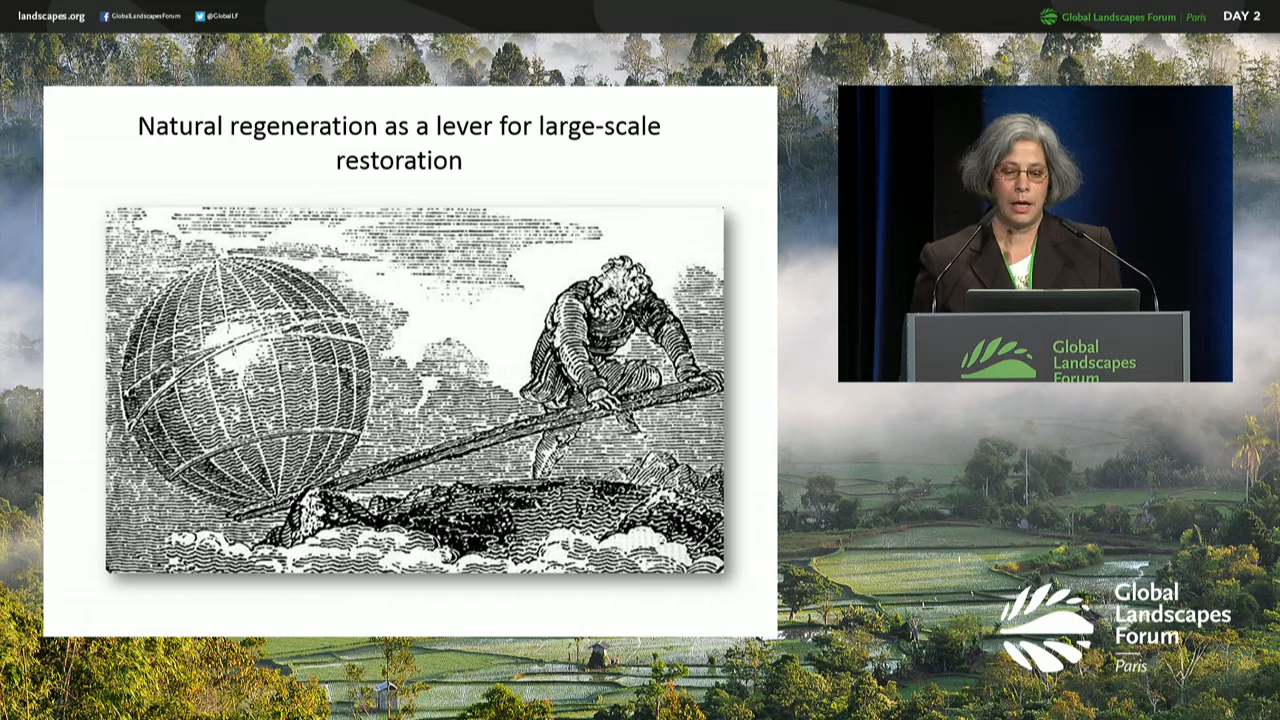 landscapes.org GlobalLandscapesForum @GlobalLF Global Landscapes Forum | Paris DAY 2
Natural regeneration as a lever for large-scale
restoration
Global
Landscapes
Forum
Global
Landscapes
Forum
Paris